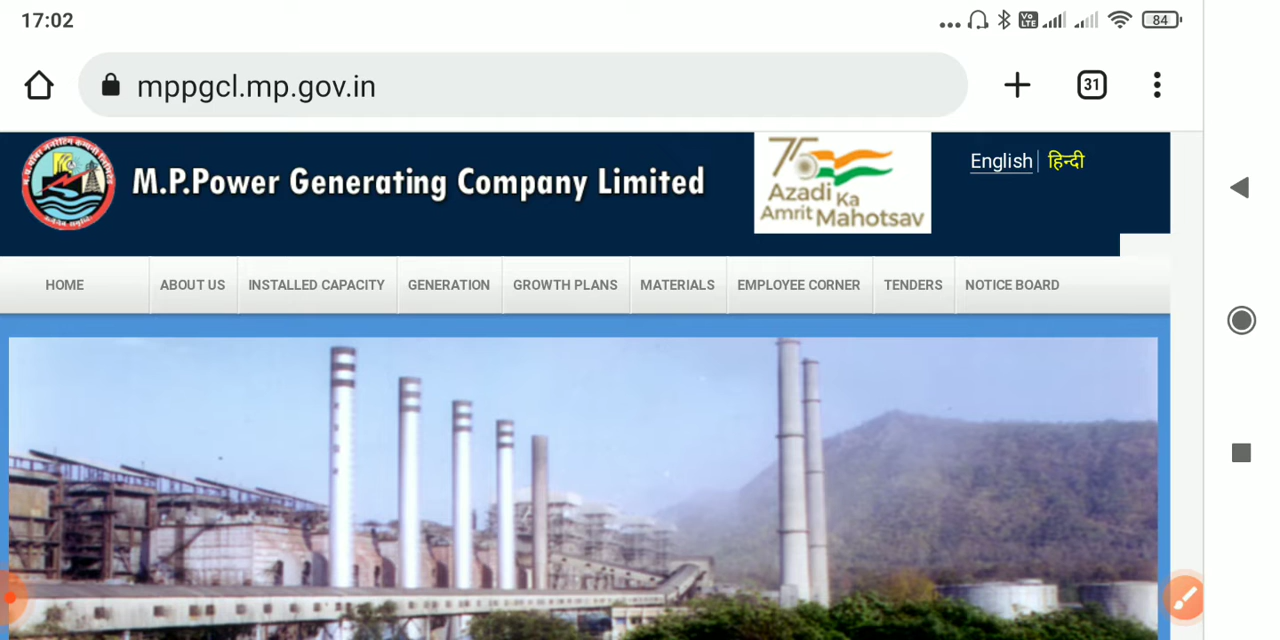 17:02
84
mppgcl.mp.gov.in
31
M.P.Power Generating Company Limited
75
Azadi Ka
Amrit Mahotsav
English | हिन्दी
HOME
ABOUT US
INSTALLED CAPACITY
GENERATION
GROWTH PLANS
MATERIALS
EMPLOYEE CORNER
TENDERS
NOTICE BOARD